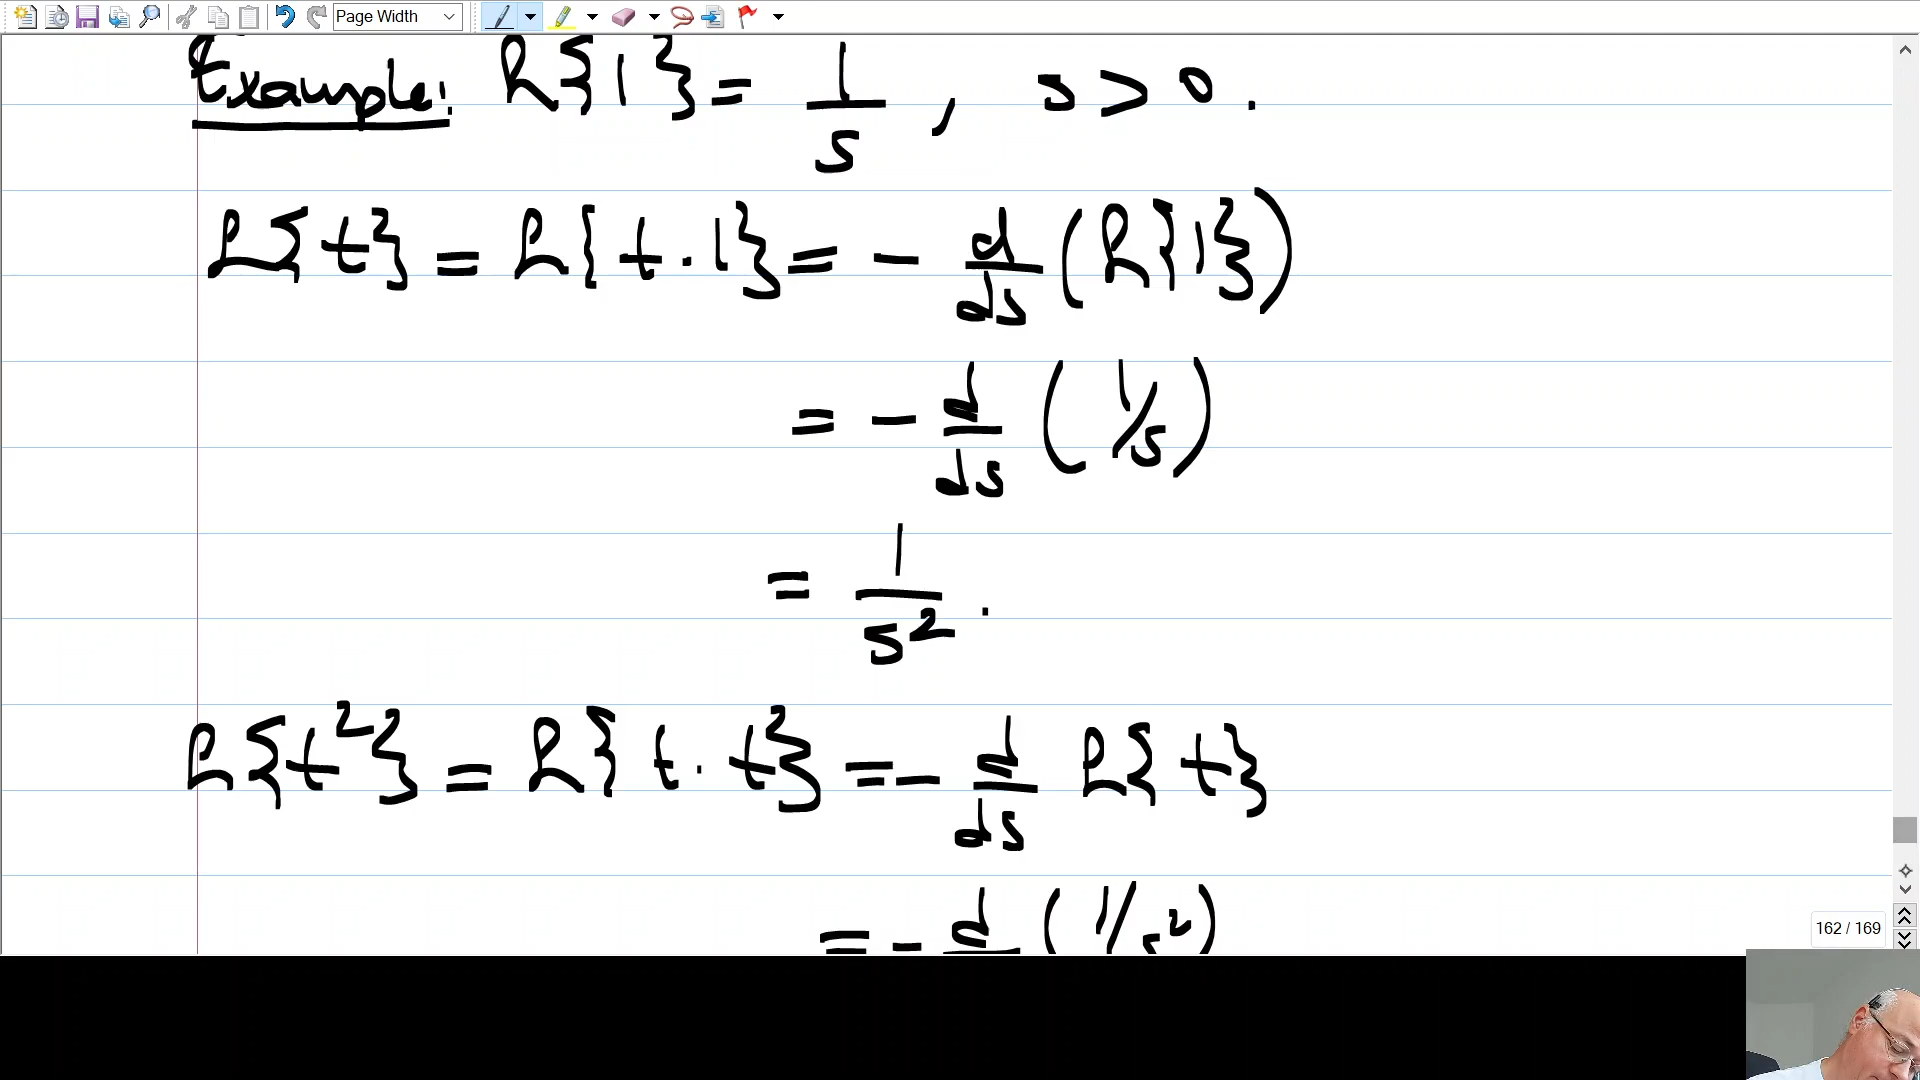 Page Width
Example: L{1} = 1/s , s > 0 .
L{t} = L{t · 1} = - d/ds (L{1})
= - d/ds (1/s)
= 1/s² .
L{t²} = L{t · t} = - d/ds L{t}
= - d (1/s²)
162 / 169